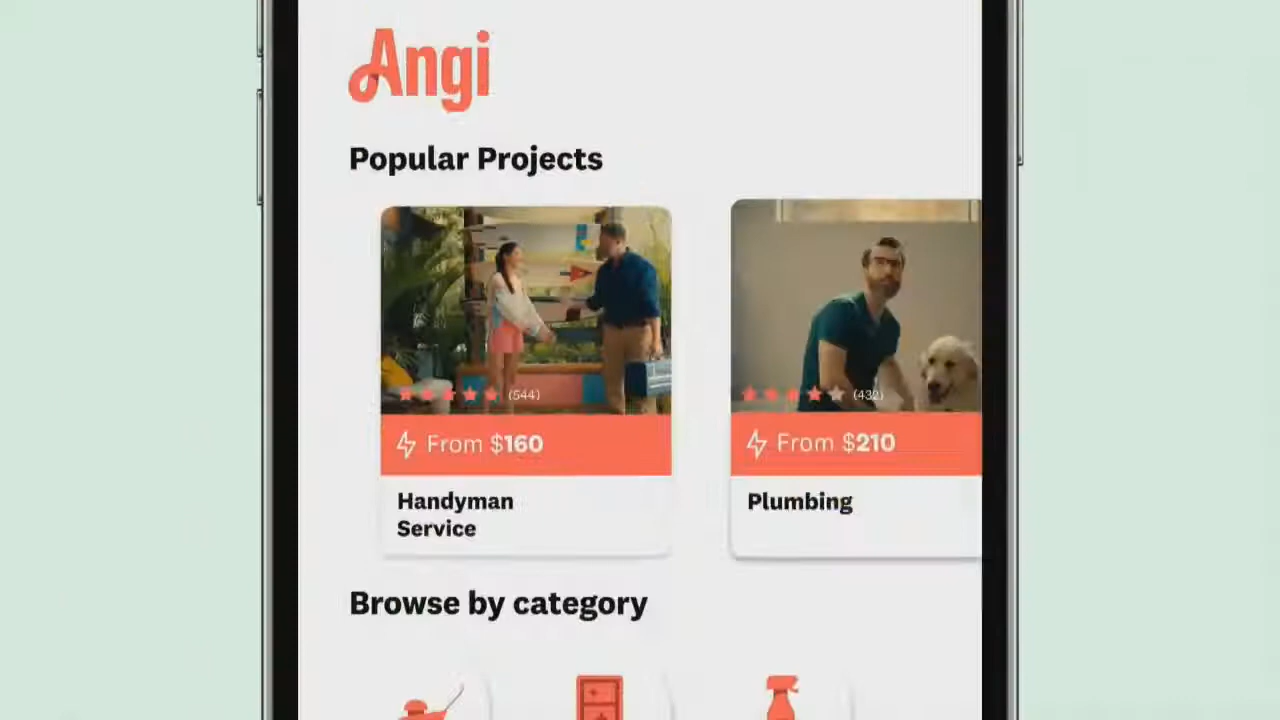 Angi
Popular Projects
(544)
(432)
From $160
From $210
Handyman
Service
Plumbing
Browse by category